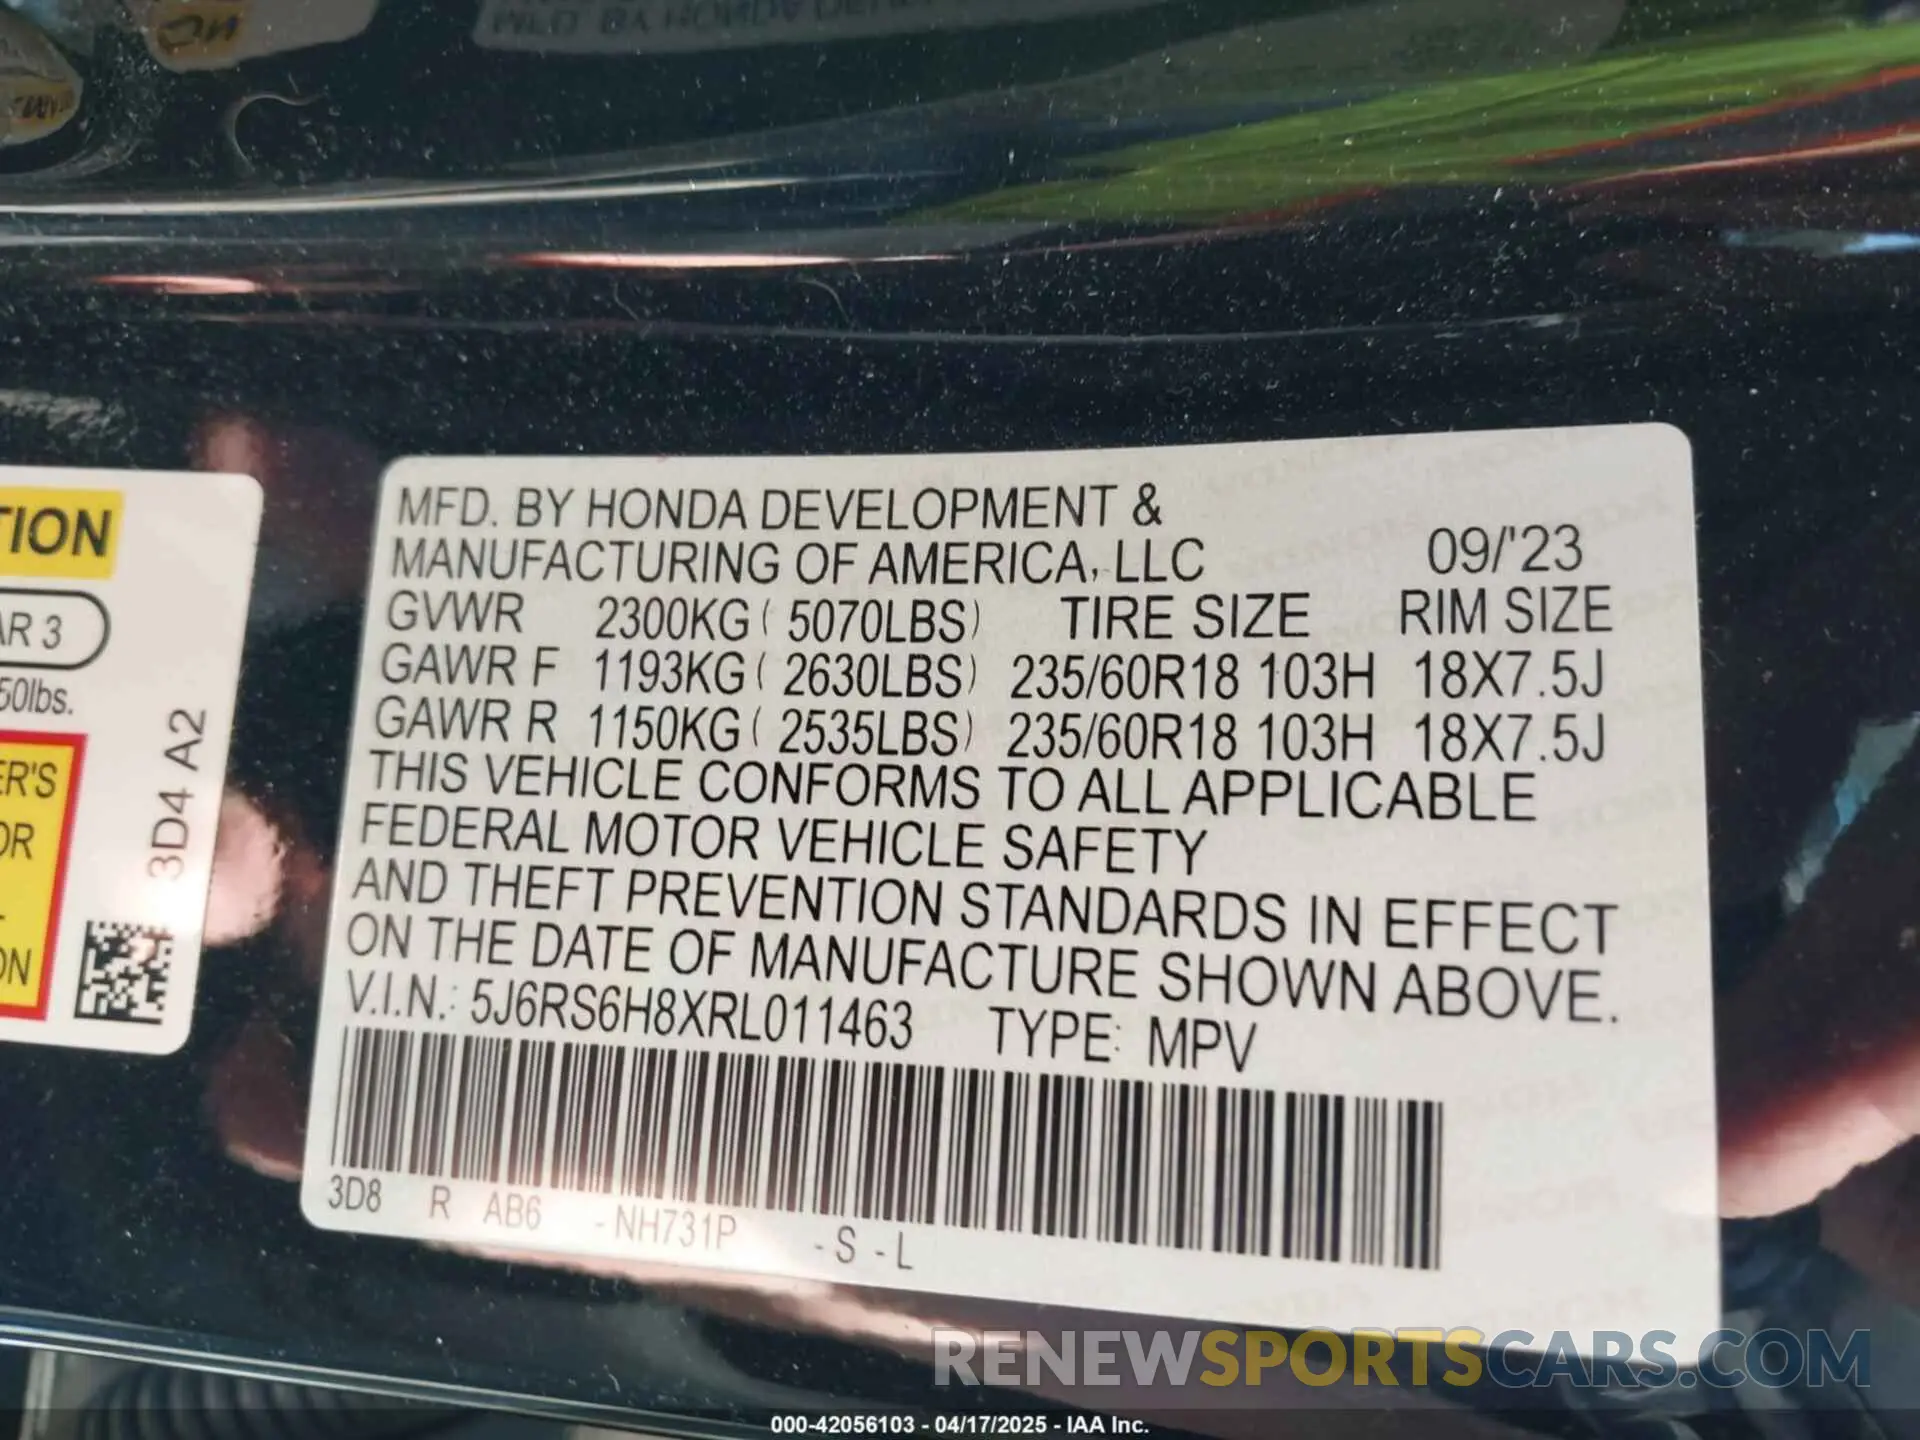 MFD. BY HONDA DE
TION
AR 3
50lbs.
ER'S
OR
ON
3D4 A2
MFD. BY HONDA DEVELOPMENT &
MANUFACTURING OF AMERICA, LLC 09/'23
GVWR 2300KG ( 5070LBS) TIRE SIZE RIM SIZE
GAWR F 1193KG ( 2630LBS) 235/60R18 103H 18X7.5J
GAWR R 1150KG ( 2535LBS) 235/60R18 103H 18X7.5J
THIS VEHICLE CONFORMS TO ALL APPLICABLE
FEDERAL MOTOR VEHICLE SAFETY
AND THEFT PREVENTION STANDARDS IN EFFECT
ON THE DATE OF MANUFACTURE SHOWN ABOVE.
V.I.N.: 5J6RS6H8XRL011463 TYPE: MPV
3D8 R AB6 -NH731P -S -L
RENEWSPORTSCARS.COM
000-42056103 - 04/17/2025 - IAA Inc.